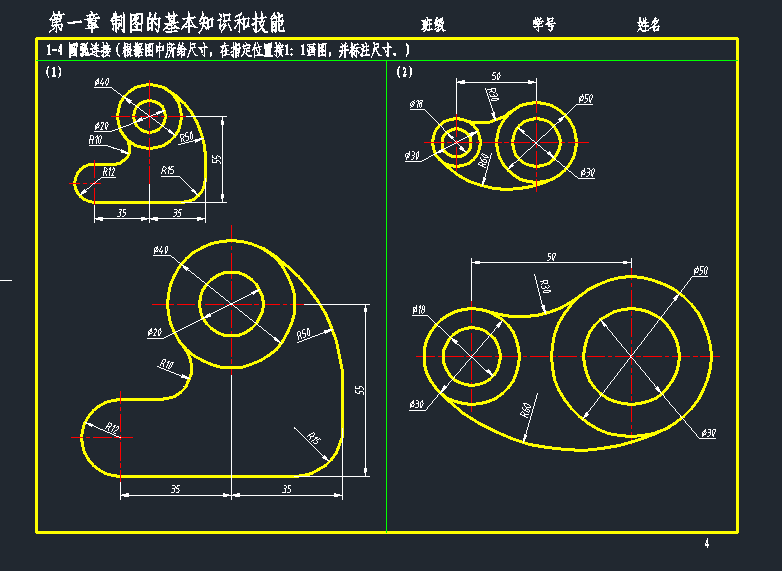 第一章 制图的基本知识和技能 班级 学号 姓名
1-4 圆弧连接(根据图中所给尺寸,在指定位置按1:1画图,并标注尺寸。)
(1)
(2)
ϕ40
ϕ20
R10
R12
R50
R15
55
35
35
50
R30
ϕ18
ϕ50
ϕ30
R60
ϕ30
ϕ40
ϕ20
R10
R12
R50
R15
55
35
35
50
R30
ϕ18
ϕ50
ϕ30
R60
ϕ30
4